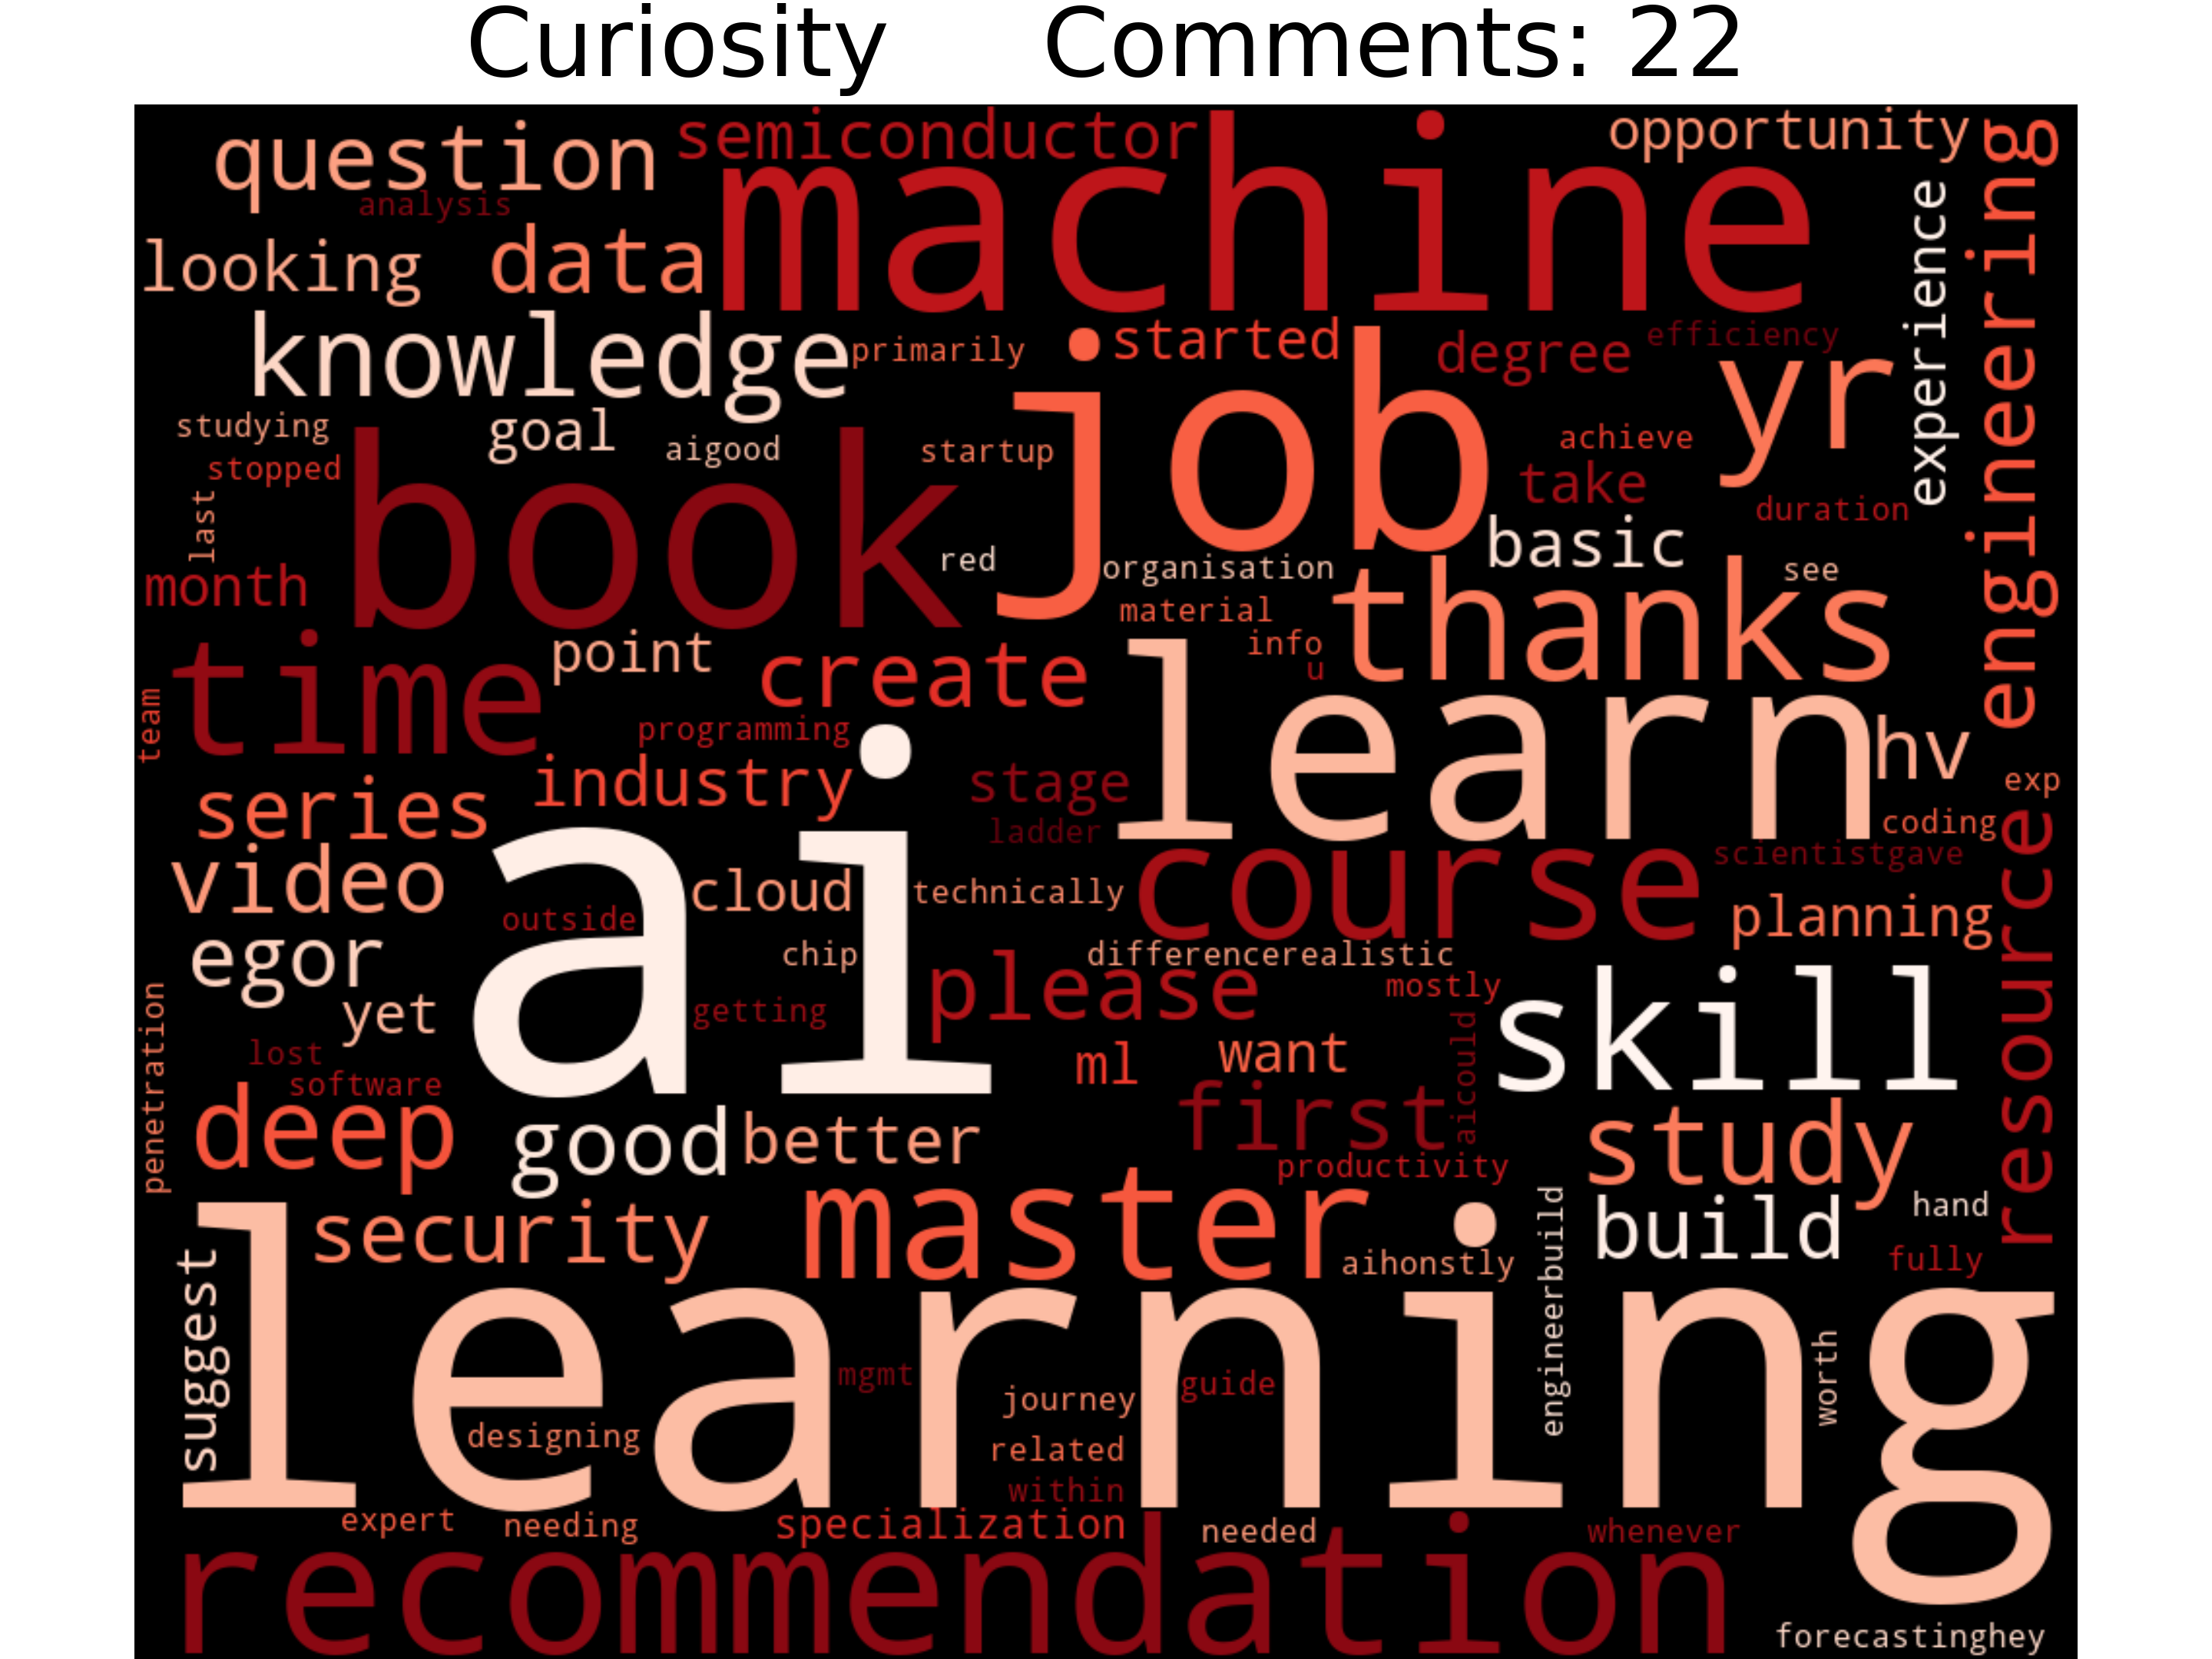 Curiosity Comments: 22
question
semiconductor
machine
opportunity
engineering
analysis
looking
data
experience
knowledge
primarily
started
degree
efficiency
yr
job
studying
goal
aigood
startup
achieve
stopped
book
take
last
duration
basic
month
red
organisation
thanks
see
material
time
point
create
info
u
learn
team
programming
hv
industry
stage
exp
series
ladder
coding
ai
course
scientistgave
resource
video
cloud
technically
outside
planning
egor
chip
differencerealistic
please
mostly
skill
yet
getting
penetration
lost
ml
want
aicould
software
deep
first
study
good
better
productivity
security
master
engineerbuild
build
hand
aihonstly
fully
suggest
learning
mgmt
guide
journey
worth
designing
related
within
expert
needing
specialization
needed
whenever
recommendation
forecastinghey